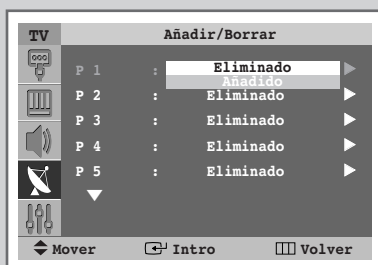 TV Añadir/Borrar
P 1 : Eliminado
Añadido
P 2 : Eliminado
P 3 : Eliminado
P 4 : Eliminado
P 5 : Eliminado
Mover Intro Volver